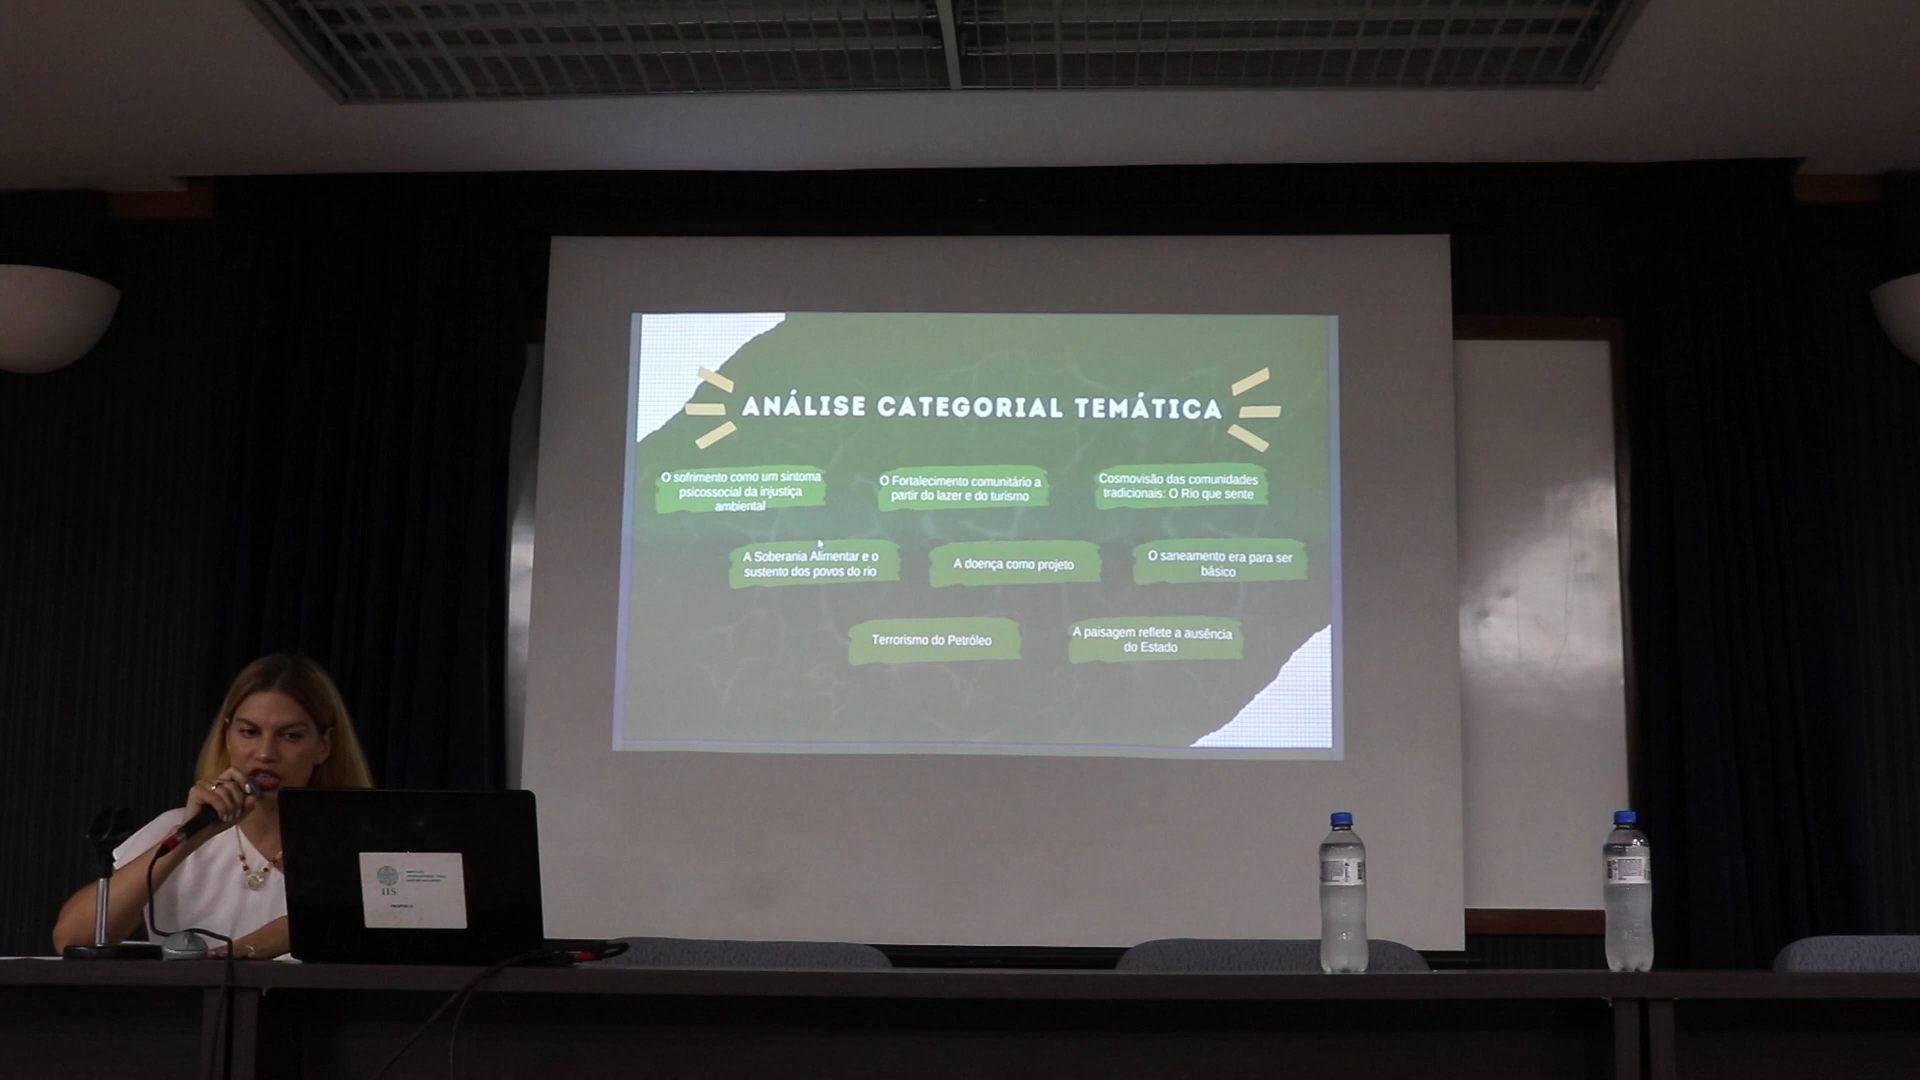 ANÁLISE CATEGORIAL TEMÁTICA
O sofrimento como um sintoma
psicossocial da injustiça
ambiental
O Fortalecimento comunitário a
partir do lazer e do turismo
Cosmovisão das comunidades
tradicionais: O Rio que sente
A Soberania Alimentar e o
sustento dos povos do rio
A doença como projeto
O saneamento era para ser
básico
Terrorismo do Petróleo
A paisagem reflete a ausência
do Estado
IIS